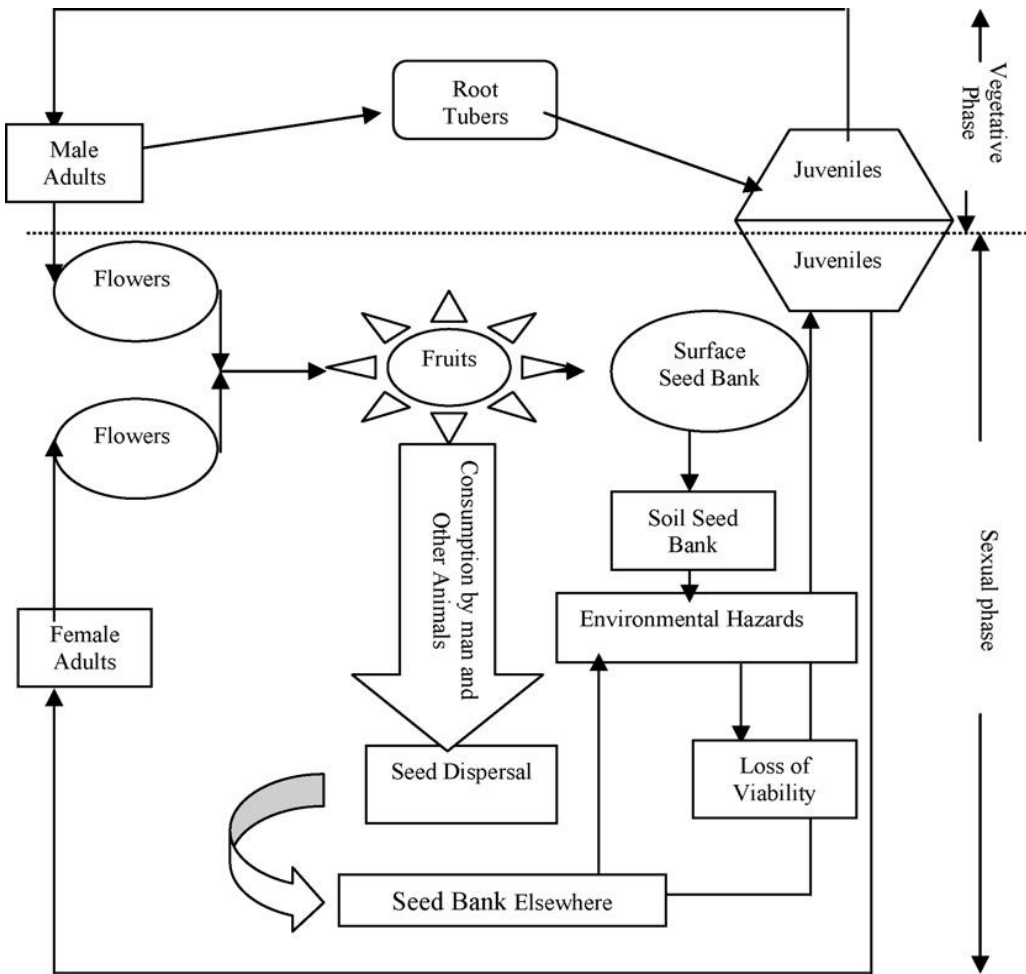 Root
Tubers
Vegetative
Phase
Male
Adults
Juveniles
Juveniles
Flowers
Fruits
Surface
Seed Bank
Flowers
Consumption by man and
Other Animals
Soil Seed
Bank
Sexual phase
Female
Adults
Environmental Hazards
Seed Dispersal
Loss of
Viability
Seed Bank Elsewhere